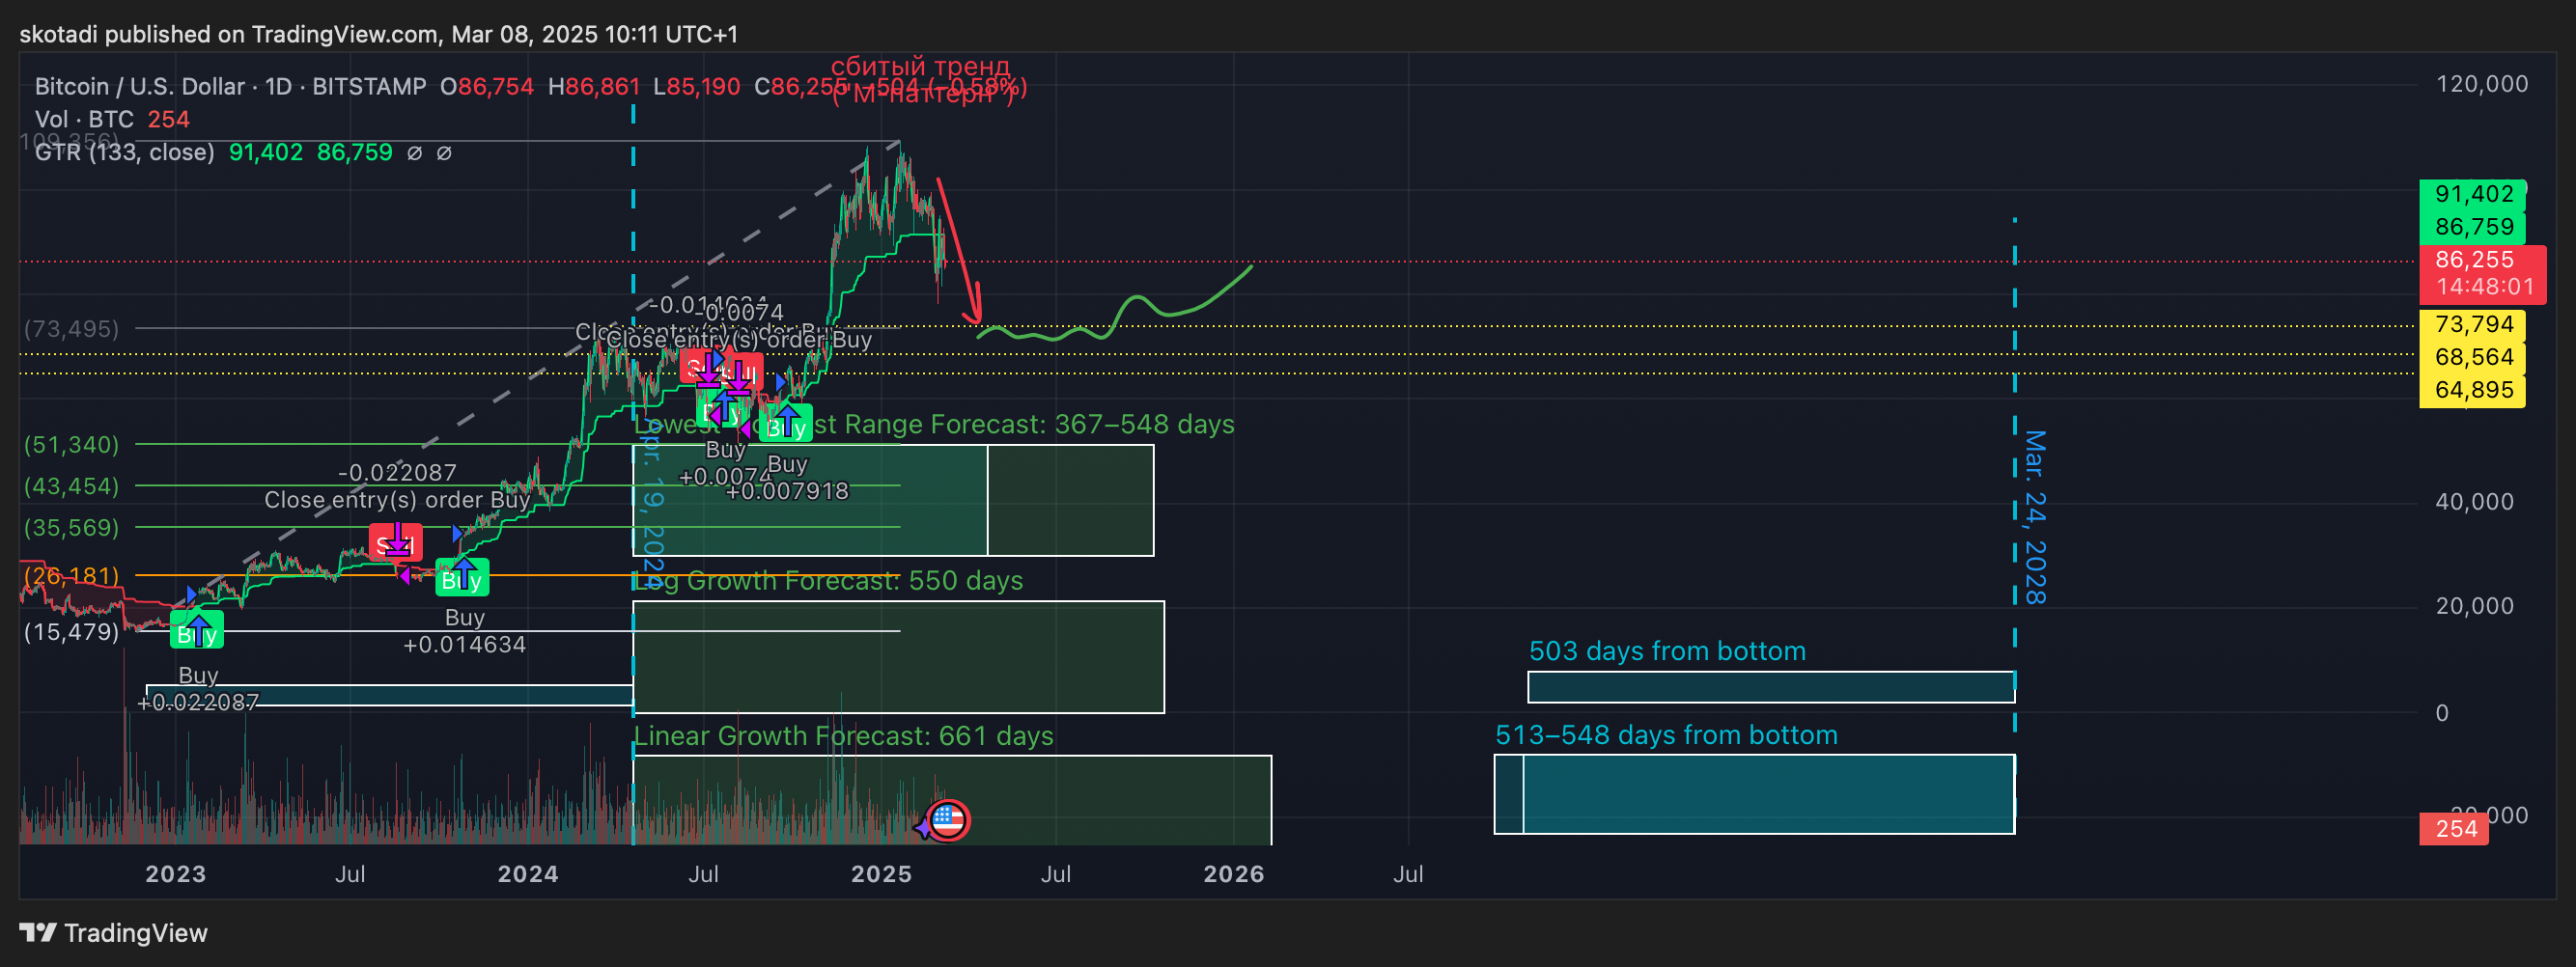 skotadi published on TradingView.com, Mar 08, 2025 10:11 UTC+1
сбитый тренд
("М-паттерн")
Bitcoin / U.S. Dollar · 1D · BITSTAMP O86,754 H86,861 L85,190 C86,255 −504 (−0.58%)
Vol · BTC 254
109,356)
GTR (133, close) 91,402 86,759 ∅ ∅
120,000
91,402
86,759
86,255
14:48:01
73,794
68,564
64,895
40,000
20,000
0
254
(73,495)
(51,340)
(43,454)
(35,569)
(26,181)
(15,479)
-0.014634
-0.0074
Close entry(s) order Buy
Close entry(s) order Buy
Sell
Sell
Buy
Buy
Buy
+0.0074
Buy
+0.007918
-0.022087
Close entry(s) order Buy
Sell
Buy
Buy
+0.014634
Buy
Buy
+0.022087
Apr. 19, 2024
Mar. 24, 2028
Lowest st Range Forecast: 367–548 days
Log Growth Forecast: 550 days
Linear Growth Forecast: 661 days
503 days from bottom
513–548 days from bottom
2023 Jul 2024 Jul 2025 Jul 2026 Jul
TradingView